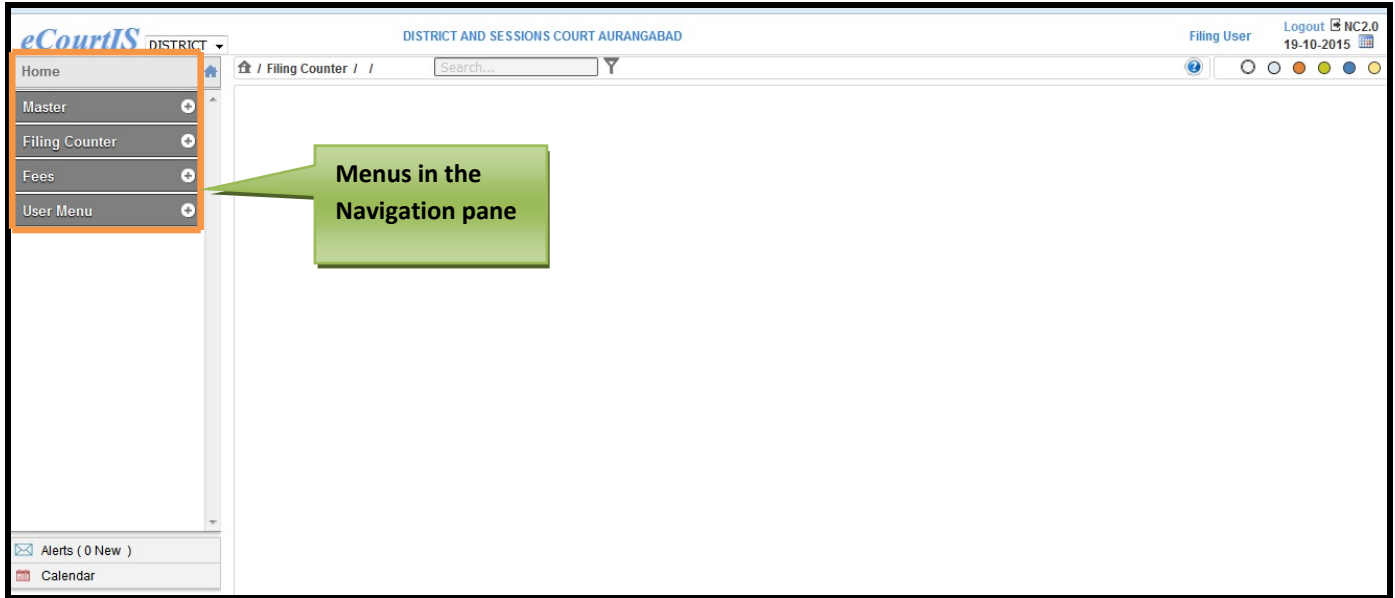 eCourtIS DISTRICT
DISTRICT AND SESSIONS COURT AURANGABAD
Filing User
Logout NC2.0
19-10-2015
Home
/ Filing Counter / /
Search...
Master
Filing Counter
Fees
User Menu
Menus in the
Navigation pane
Alerts ( 0 New )
Calendar